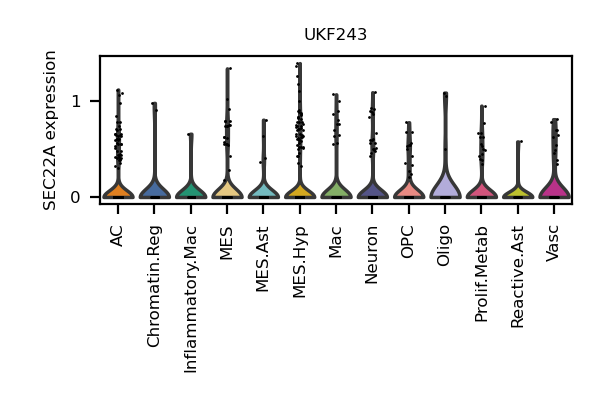 UKF243
SEC22A expression
1
0
AC
Chromatin.Reg
Inflammatory.Mac
MES
MES.Ast
MES.Hyp
Mac
Neuron
OPC
Oligo
Prolif.Metab
Reactive.Ast
Vasc